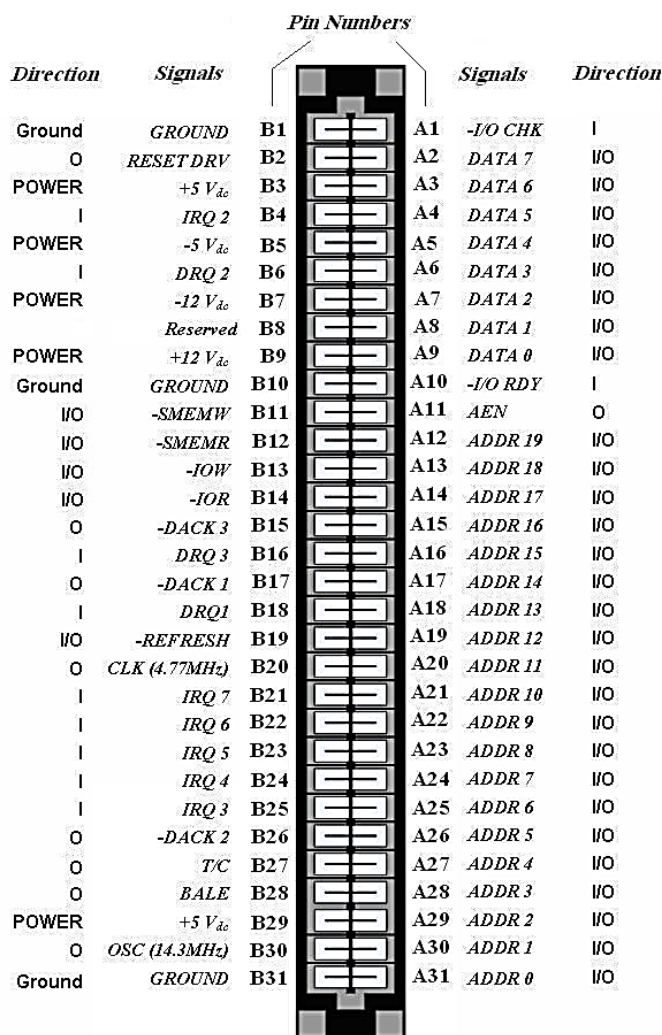 Pin Numbers
Direction Signals Signals Direction
Ground GROUND B1 A1 -I/O CHK I
O RESET DRV B2 A2 DATA 7 I/O
POWER +5 Vdc B3 A3 DATA 6 I/O
I IRQ 2 B4 A4 DATA 5 I/O
POWER -5 Vdc B5 A5 DATA 4 I/O
I DRQ 2 B6 A6 DATA 3 I/O
POWER -12 Vdc B7 A7 DATA 2 I/O
Reserved B8 A8 DATA 1 I/O
POWER +12 Vdc B9 A9 DATA 0 I/O
Ground GROUND B10 A10 -I/O RDY I
I/O -SMEMW B11 A11 AEN O
I/O -SMEMR B12 A12 ADDR 19 I/O
I/O -IOW B13 A13 ADDR 18 I/O
I/O -IOR B14 A14 ADDR 17 I/O
O -DACK 3 B15 A15 ADDR 16 I/O
I DRQ 3 B16 A16 ADDR 15 I/O
O -DACK 1 B17 A17 ADDR 14 I/O
I DRQ1 B18 A18 ADDR 13 I/O
I/O -REFRESH B19 A19 ADDR 12 I/O
O CLK (4.77MHz) B20 A20 ADDR 11 I/O
I IRQ 7 B21 A21 ADDR 10 I/O
I IRQ 6 B22 A22 ADDR 9 I/O
I IRQ 5 B23 A23 ADDR 8 I/O
I IRQ 4 B24 A24 ADDR 7 I/O
I IRQ 3 B25 A25 ADDR 6 I/O
O -DACK 2 B26 A26 ADDR 5 I/O
O T/C B27 A27 ADDR 4 I/O
O BALE B28 A28 ADDR 3 I/O
POWER +5 Vdc B29 A29 ADDR 2 I/O
O OSC (14.3MHz) B30 A30 ADDR 1 I/O
Ground GROUND B31 A31 ADDR 0 I/O